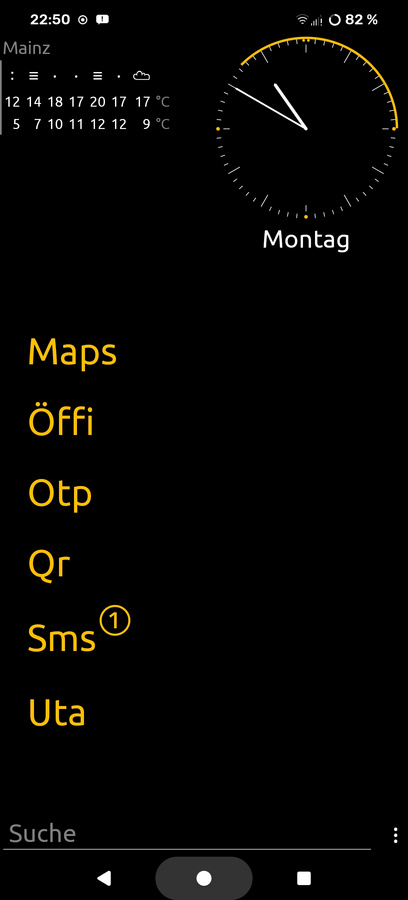 22:50 82 %
Mainz
12 14 18 17 20 17 17 °C
5 7 10 11 12 12 9 °C
Montag
Maps
Öffi
Otp
Qr
Sms 1
Uta
Suche